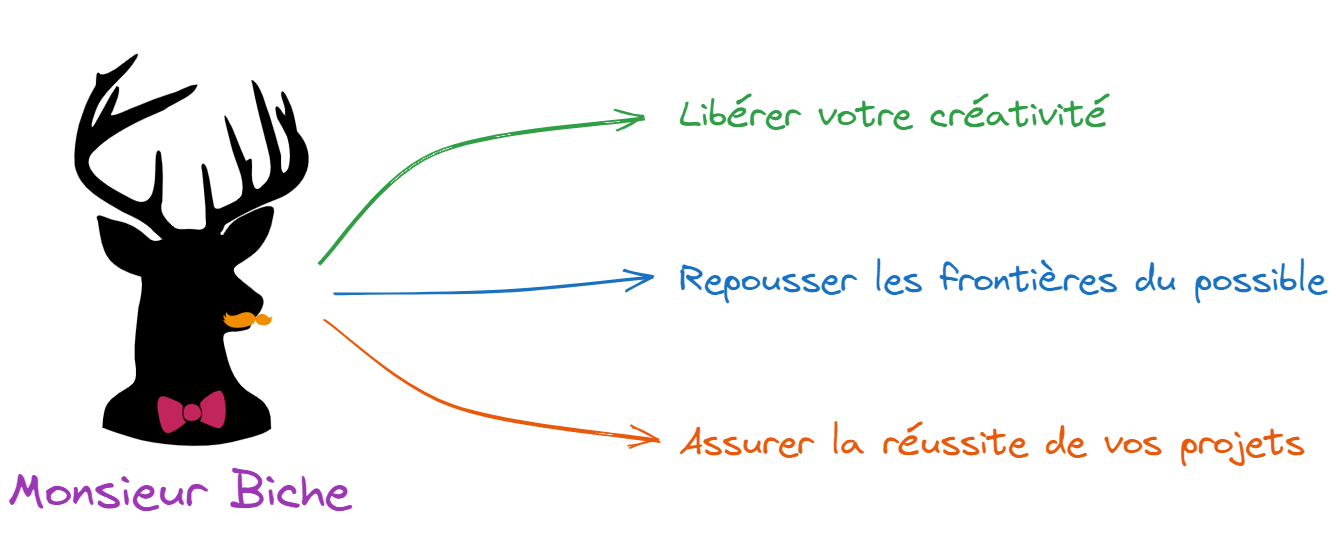 Libérer votre créativité
Repousser les frontières du possible
Assurer la réussite de vos projets
Monsieur Biche